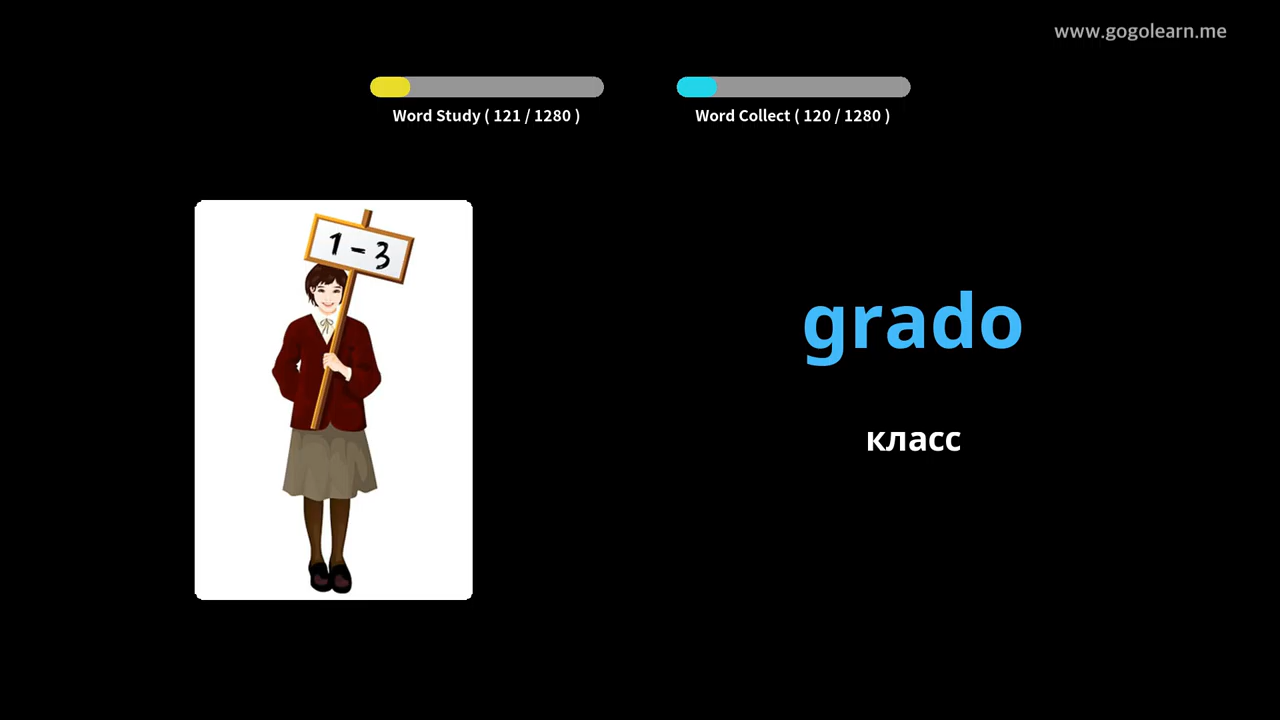 www.gogolearn.me
Word Study ( 121 / 1280 )
Word Collect ( 120 / 1280 )
1 - 3
grado
класс